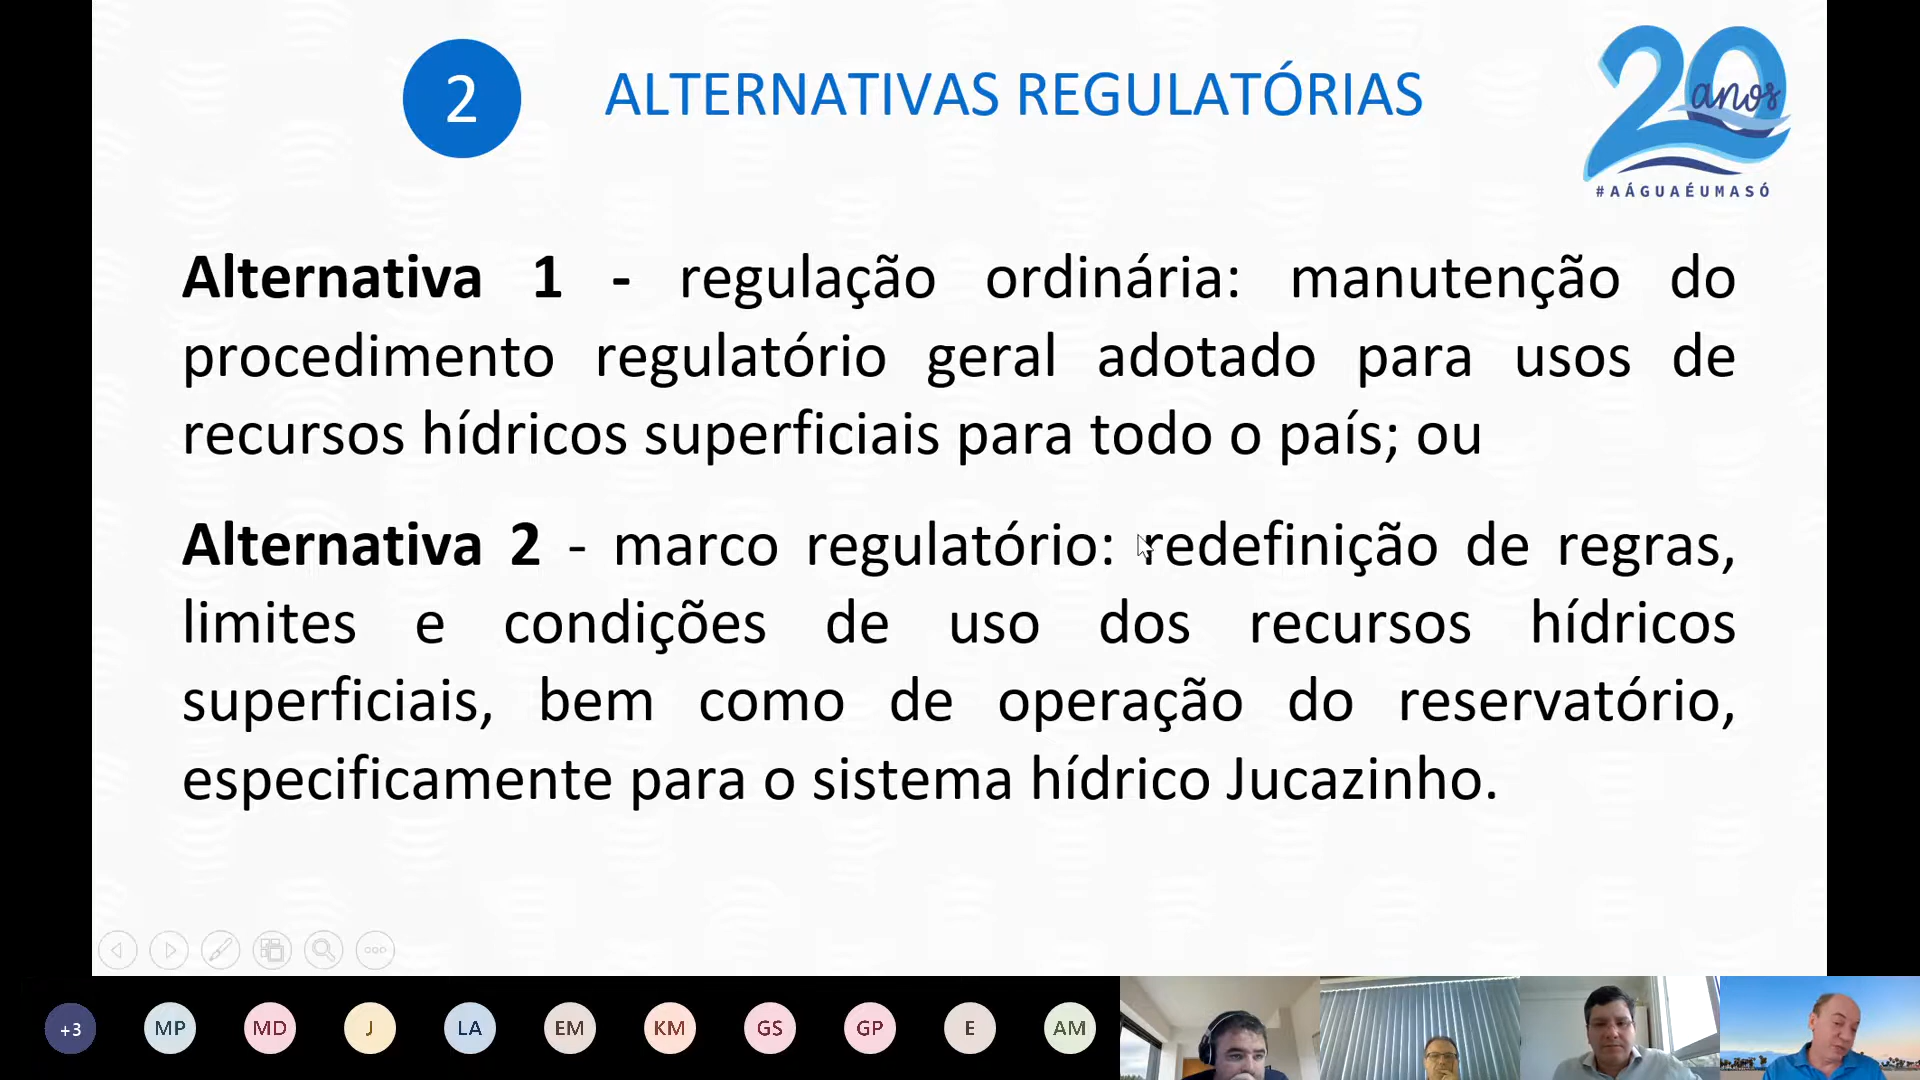 2
ALTERNATIVAS REGULATÓRIAS
20
anos
#AÁGUAÉUMASÓ
Alternativa 1 - regulação ordinária: manutenção do
procedimento regulatório geral adotado para usos de
recursos hídricos superficiais para todo o país; ou
Alternativa 2 - marco regulatório: redefinição de regras,
limites e condições de uso dos recursos hídricos
superficiais, bem como de operação do reservatório,
especificamente para o sistema hídrico Jucazinho.
+3 MP MD J LA EM KM GS GP E AM